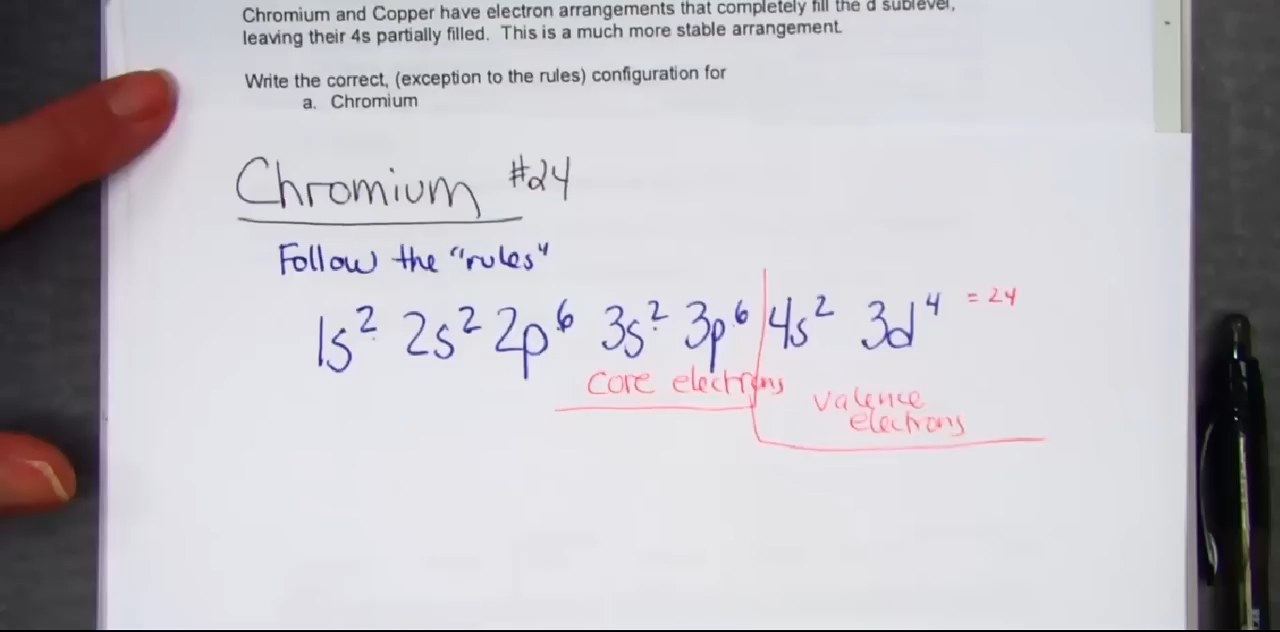 Chromium and Copper have electron arrangements that completely fill the d sublevel,
leaving their 4s partially filled. This is a much more stable arrangement.
Write the correct, (exception to the rules) configuration for
a. Chromium
Chromium #24
Follow the "rules"
1s² 2s² 2p⁶ 3s² 3p⁶ 4s² 3d⁴ = 24
core electrons
valence
electrons